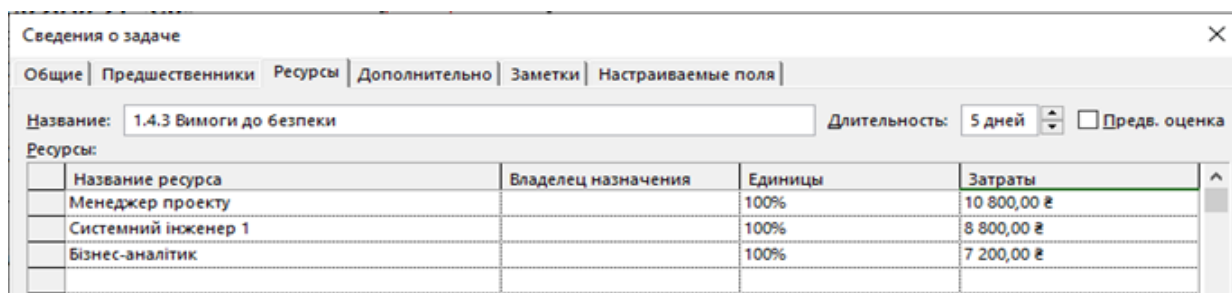 Сведения о задаче
Общие Предшественники Ресурсы Дополнительно Заметки Настраиваемые поля
Название: 1.4.3 Вимоги до безпеки Длительность: 5 дней Предв. оценка
Ресурсы:
Название ресурса Владелец назначения Единицы Затраты
Менеджер проекту 100% 10 800,00 ₴
Системний інженер 1 100% 8 800,00 ₴
Бізнес-аналітик 100% 7 200,00 ₴